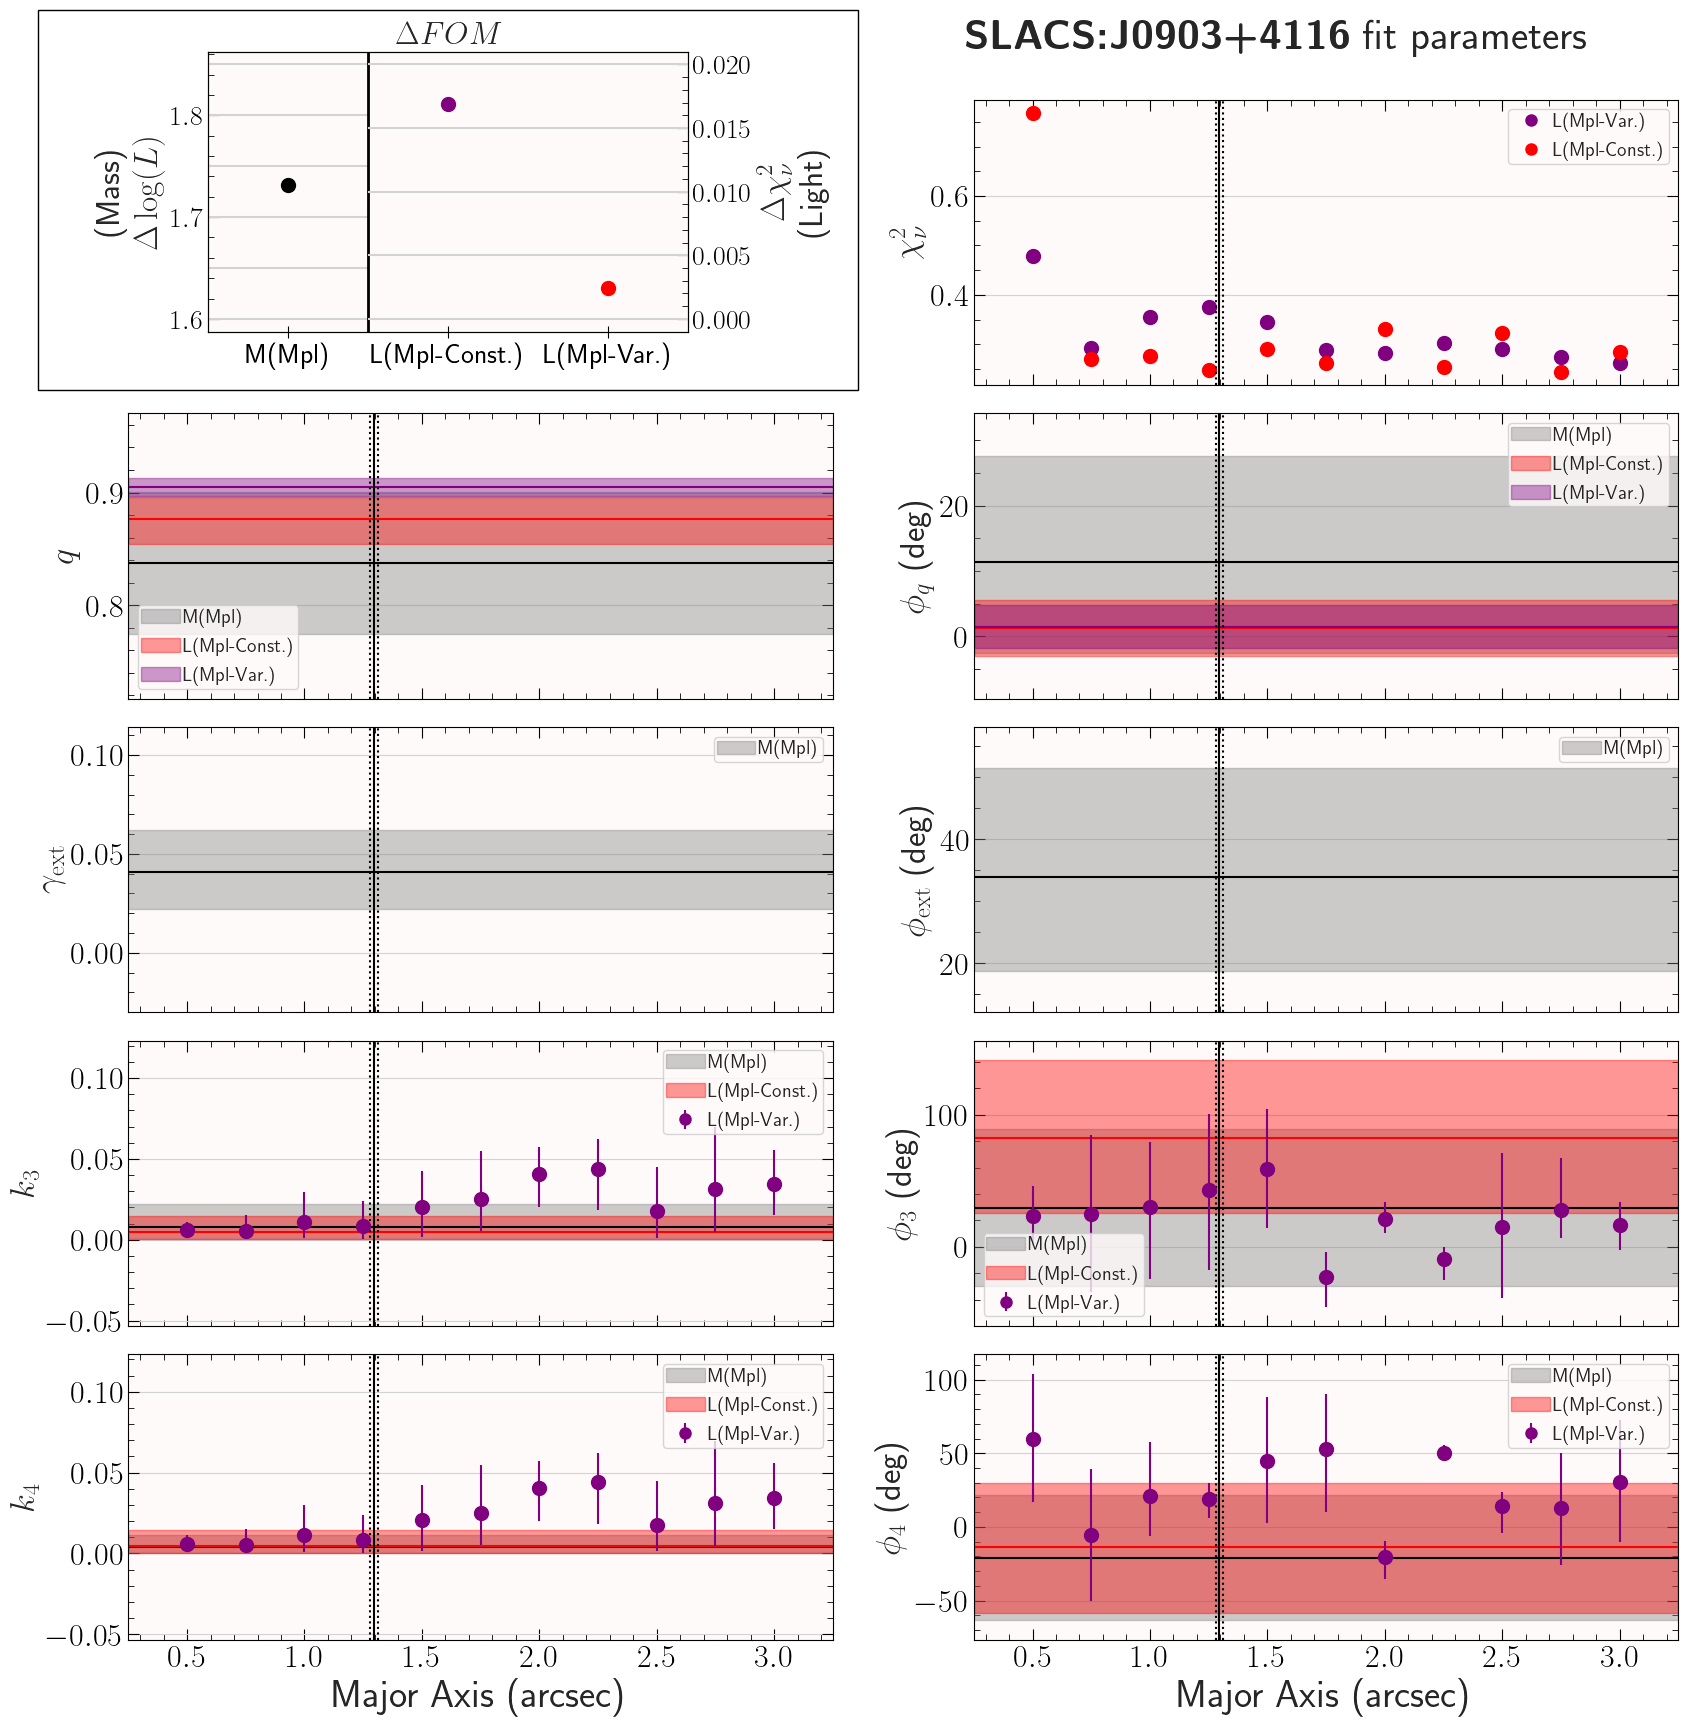 ΔFOM
SLACS:J0903+4116 fit parameters
(Mass)
Δ log(L)
1.8
1.7
1.6
0.020
0.015
0.010
0.005
0.000
Δχ²ᵥ
(Light)
M(Mpl)
L(Mpl-Const.)
L(Mpl-Var.)
χ²ᵥ
0.6
0.4
L(Mpl-Var.)
L(Mpl-Const.)
q
0.9
0.8
M(Mpl)
L(Mpl-Const.)
L(Mpl-Var.)
ϕ_q (deg)
20
0
M(Mpl)
L(Mpl-Const.)
L(Mpl-Var.)
γ_ext
0.10
0.05
0.00
M(Mpl)
ϕ_ext (deg)
40
20
M(Mpl)
k₃
0.10
0.05
0.00
−0.05
M(Mpl)
L(Mpl-Const.)
L(Mpl-Var.)
ϕ₃ (deg)
100
0
M(Mpl)
L(Mpl-Const.)
L(Mpl-Var.)
k₄
0.10
0.05
0.00
−0.05
M(Mpl)
L(Mpl-Const.)
L(Mpl-Var.)
0.5 1.0 1.5 2.0 2.5 3.0
Major Axis (arcsec)
ϕ₄ (deg)
100
50
0
−50
M(Mpl)
L(Mpl-Const.)
L(Mpl-Var.)
0.5 1.0 1.5 2.0 2.5 3.0
Major Axis (arcsec)